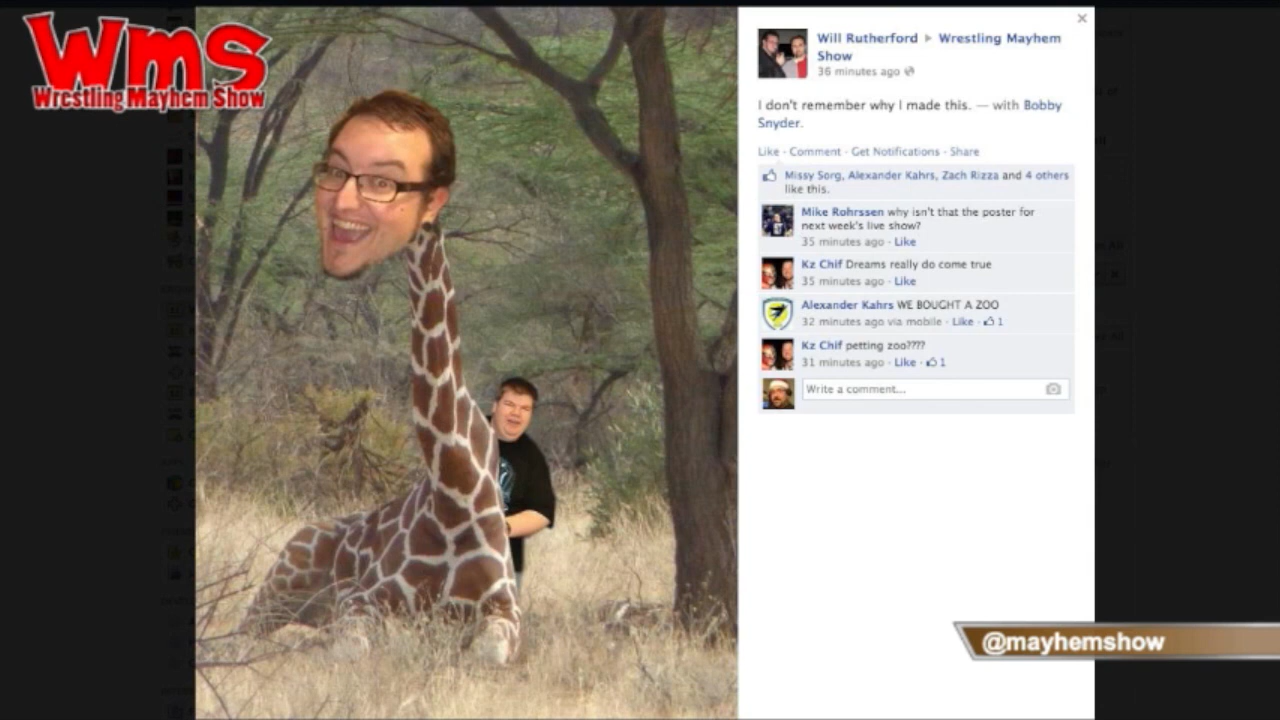 WmS
Wrestling Mayhem Show
Will Rutherford ▸ Wrestling Mayhem
Show
36 minutes ago
I don't remember why I made this. — with Bobby
Snyder.
Like · Comment · Get Notifications · Share
Missy Sorg, Alexander Kahrs, Zach Rizza and 4 others
like this.
Mike Rohrssen why isn't that the poster for
next week's live show?
35 minutes ago · Like
Kz Chif Dreams really do come true
35 minutes ago · Like
Alexander Kahrs WE BOUGHT A ZOO
32 minutes ago via mobile · Like · 1
Kz Chif petting zoo????
31 minutes ago · Like · 1
Write a comment...
@mayhemshow